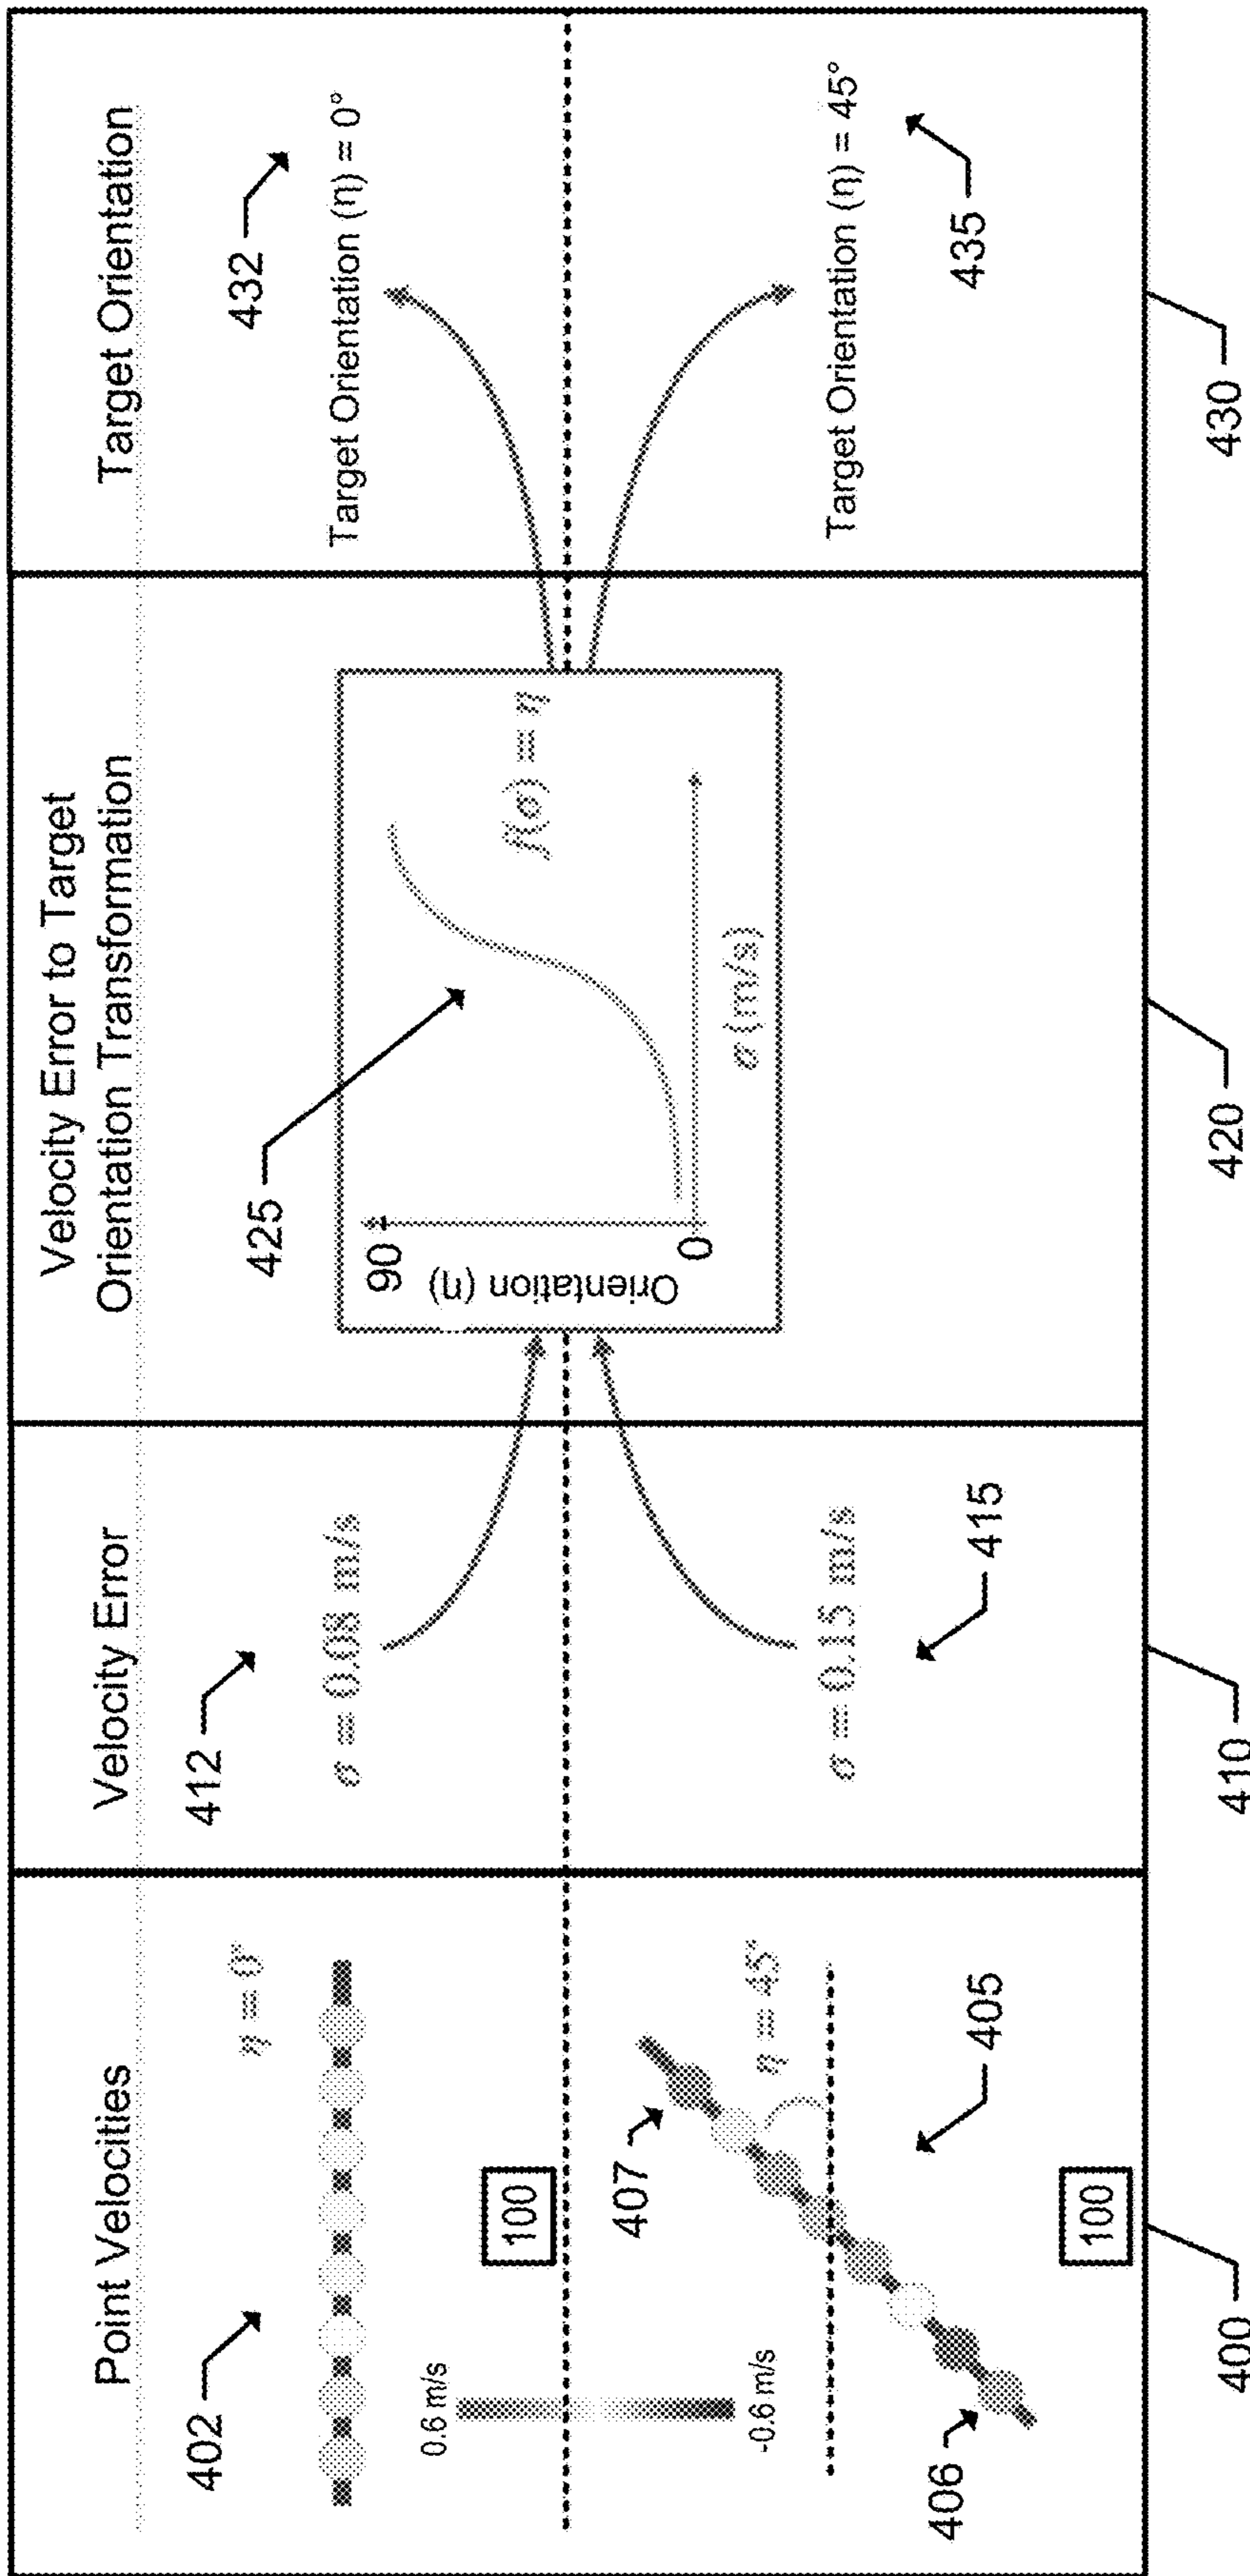 Point Velocities
402
η = 0°
0.6 m/s
-0.6 m/s
100
407
η = 45°
406
405
100
400
Velocity Error
412
σ = 0.08 m/s
σ = 0.15 m/s
415
410
Velocity Error to Target
Orientation Transformation
425
90
Orientation (η)
0
f(σ) = η
σ (m/s)
420
Target Orientation
432
Target Orientation (η) = 0°
Target Orientation (η) = 45°
435
430